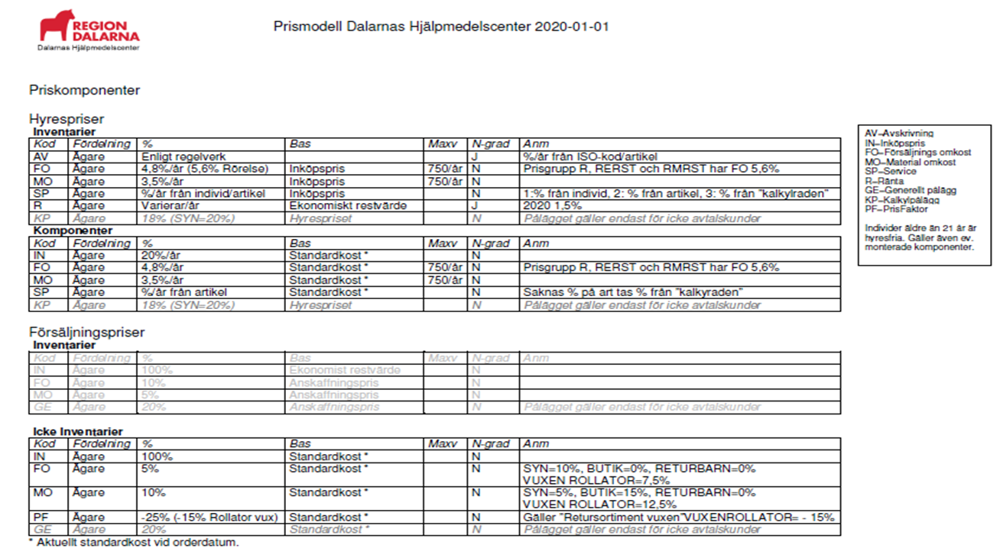 REGION
DALARNA
Dalarnas Hjälpmedelscenter
Prismodell Dalarnas Hjälpmedelscenter 2020-01-01
Priskomponenter
Hyrespriser
Inventarier
Kod Fördelning % Bas Maxv N-grad Anm
AV Ägare Enligt regelverk J %/år från ISO-kod/artikel
FO Ägare 4,8%/år (5,6% Rörelse) Inköpspris 750/år N Prisgrupp R, RERST och RMRST har FO 5,6%
MO Ägare 3,5%/år Inköpspris 750/år N
SP Ägare %/år från individ/artikel Inköpspris N 1:% från individ, 2: % från artikel, 3: % från "kalkylraden"
R Ägare Varierar/år Ekonomiskt restvärde J 2020 1,5%
KP Ägare 18% (SYN=20%) Hyrespriset N Pålägget gäller endast för icke avtalskunder
Komponenter
Kod Fördelning % Bas Maxv N-grad Anm
IN Ägare 20%/år Standardkost * N
FO Ägare 4,8%/år Standardkost * 750/år N Prisgrupp R, RERST och RMRST har FO 5,6%
MO Ägare 3,5%/år Standardkost * 750/år N
SP Ägare %/år från artikel Standardkost * N Saknas % på art tas % från "kalkyraden"
KP Ägare 18% (SYN=20%) Hyrespriset N Pålägget gäller endast för icke avtalskunder
AV–Avskrivning
IN–Inköpspris
FO–Försäljnings omkost
MO–Material omkost
SP–Service
R–Ränta
GE–Generellt pålägg
KP–Kalkylpålägg
PF–PrisFaktor
Individer äldre än 21 år är
hyresfria. Gäller även ev.
monterade komponenter.
Försäljningspriser
Inventarier
Kod Fördelning % Bas Maxv N-grad Anm
IN Ägare 100% Ekonomist restvärde N
FO Ägare 10% Anskaffningspris N
MO Ägare 5% Anskaffningspris N
GE Ägare 20% Anskaffningspris N Pålägget gäller endast för icke avtalskunder
Icke Inventarier
Kod Fördelning % Bas Maxv N-grad Anm
IN Ägare 100% Standardkost * N
FO Ägare 5% Standardkost * N SYN=10%, BUTIK=0%, RETURBARN=0%
VUXEN ROLLATOR=7,5%
MO Ägare 10% Standardkost * N SYN=5%, BUTIK=15%, RETURBARN=0%
VUXEN ROLLATOR=12,5%
PF Ägare -25% (-15% Rollator vux) Standardkost * N Gäller "Retursortiment vuxen"VUXENROLLATOR= - 15%
GE Ägare 20% Standardkost * N Pålägget gäller endast för icke avtalskunder
* Aktuellt standardkost vid orderdatum.